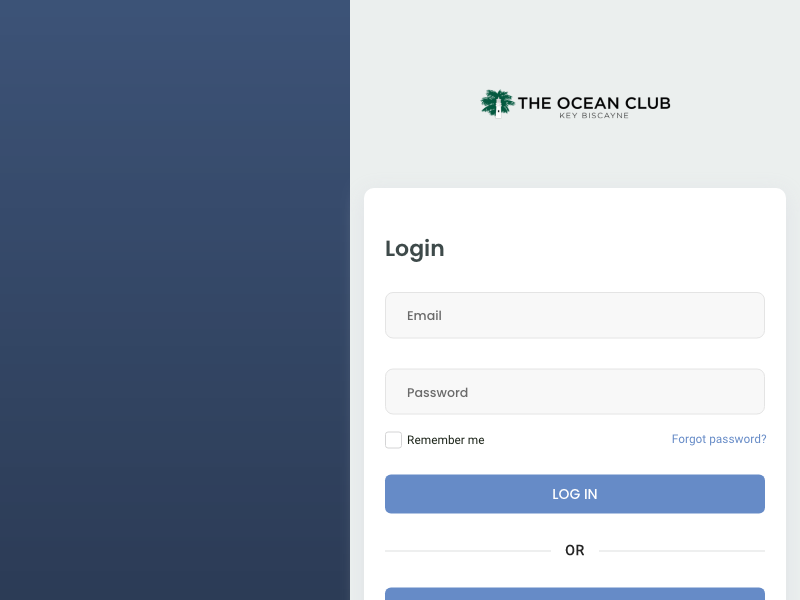 THE OCEAN CLUB
KEY BISCAYNE
Login
Email
Password
Remember me
Forgot password?
LOG IN
OR